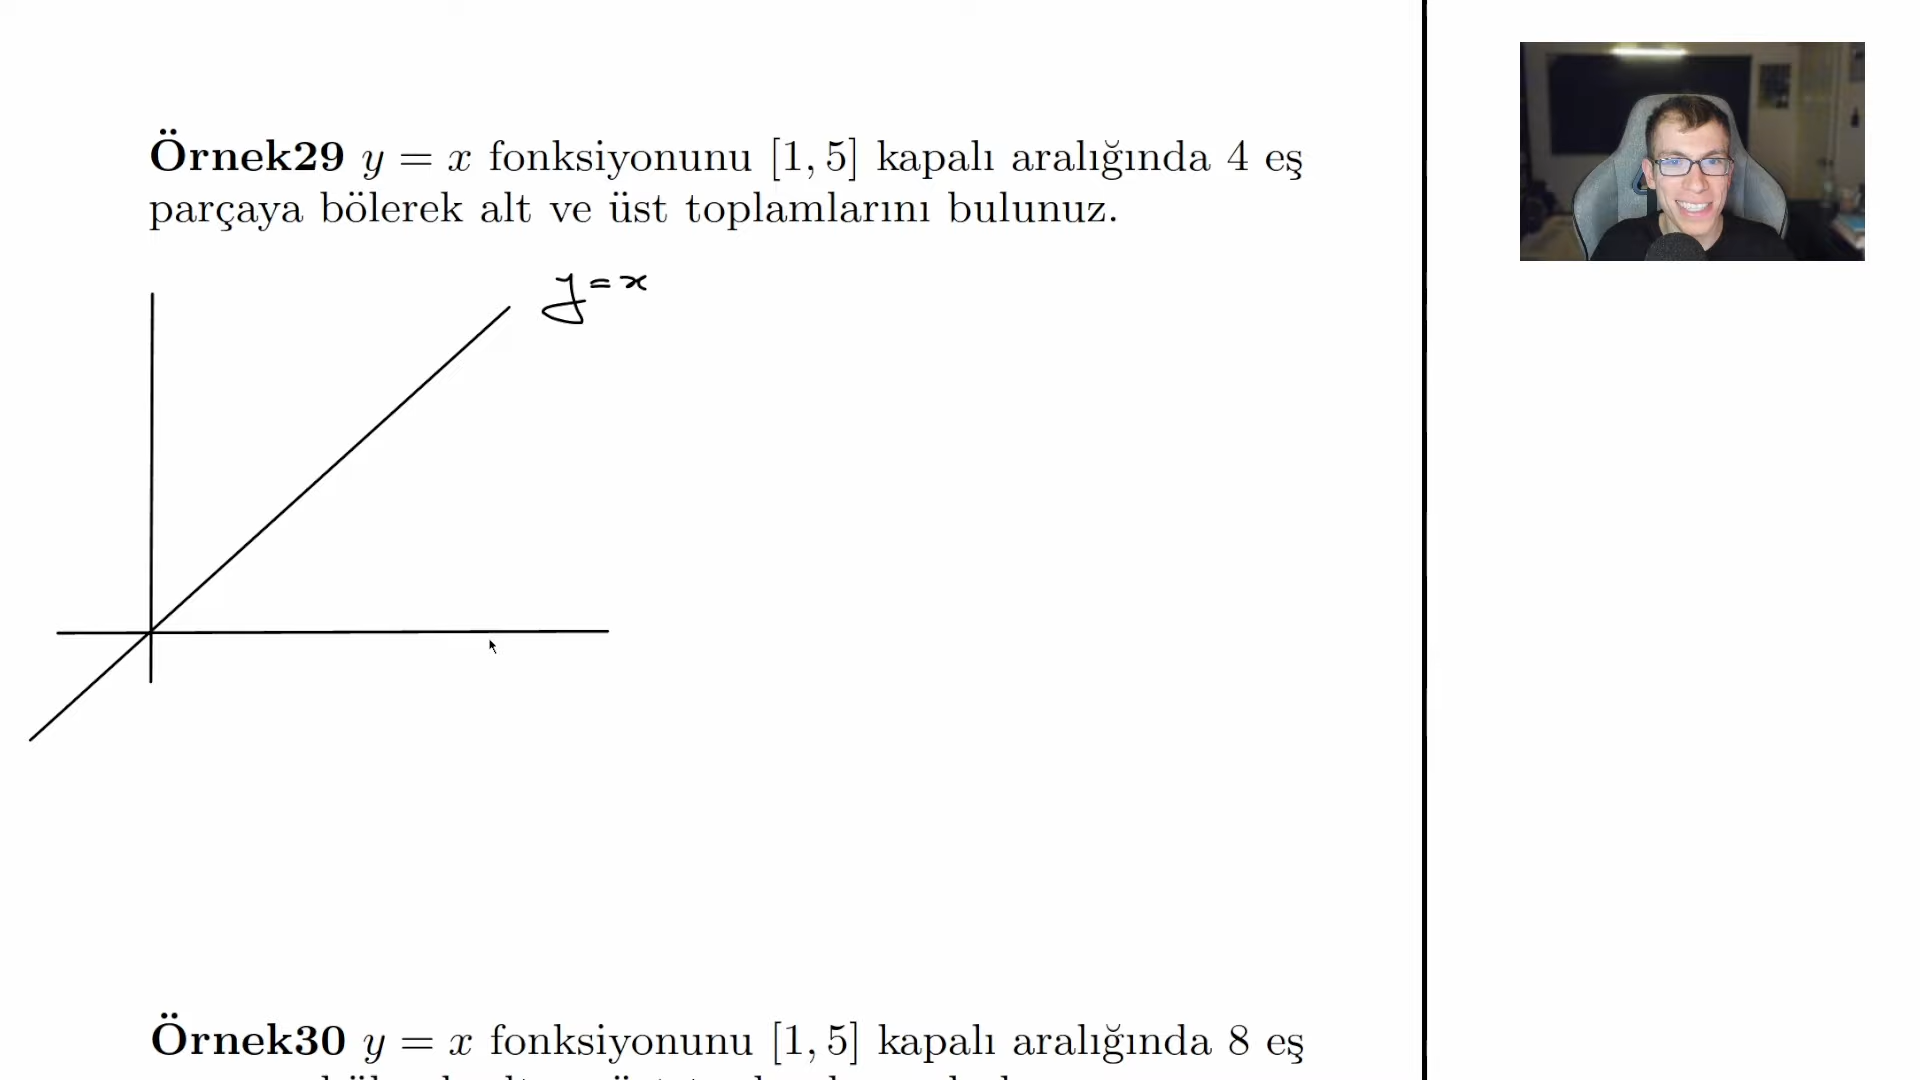 Örnek29 y = x fonksiyonunu [1, 5] kapalı aralığında 4 eş
parçaya bölerek alt ve üst toplamlarını bulunuz.
y = x
Örnek30 y = x fonksiyonunu [1, 5] kapalı aralığında 8 eş